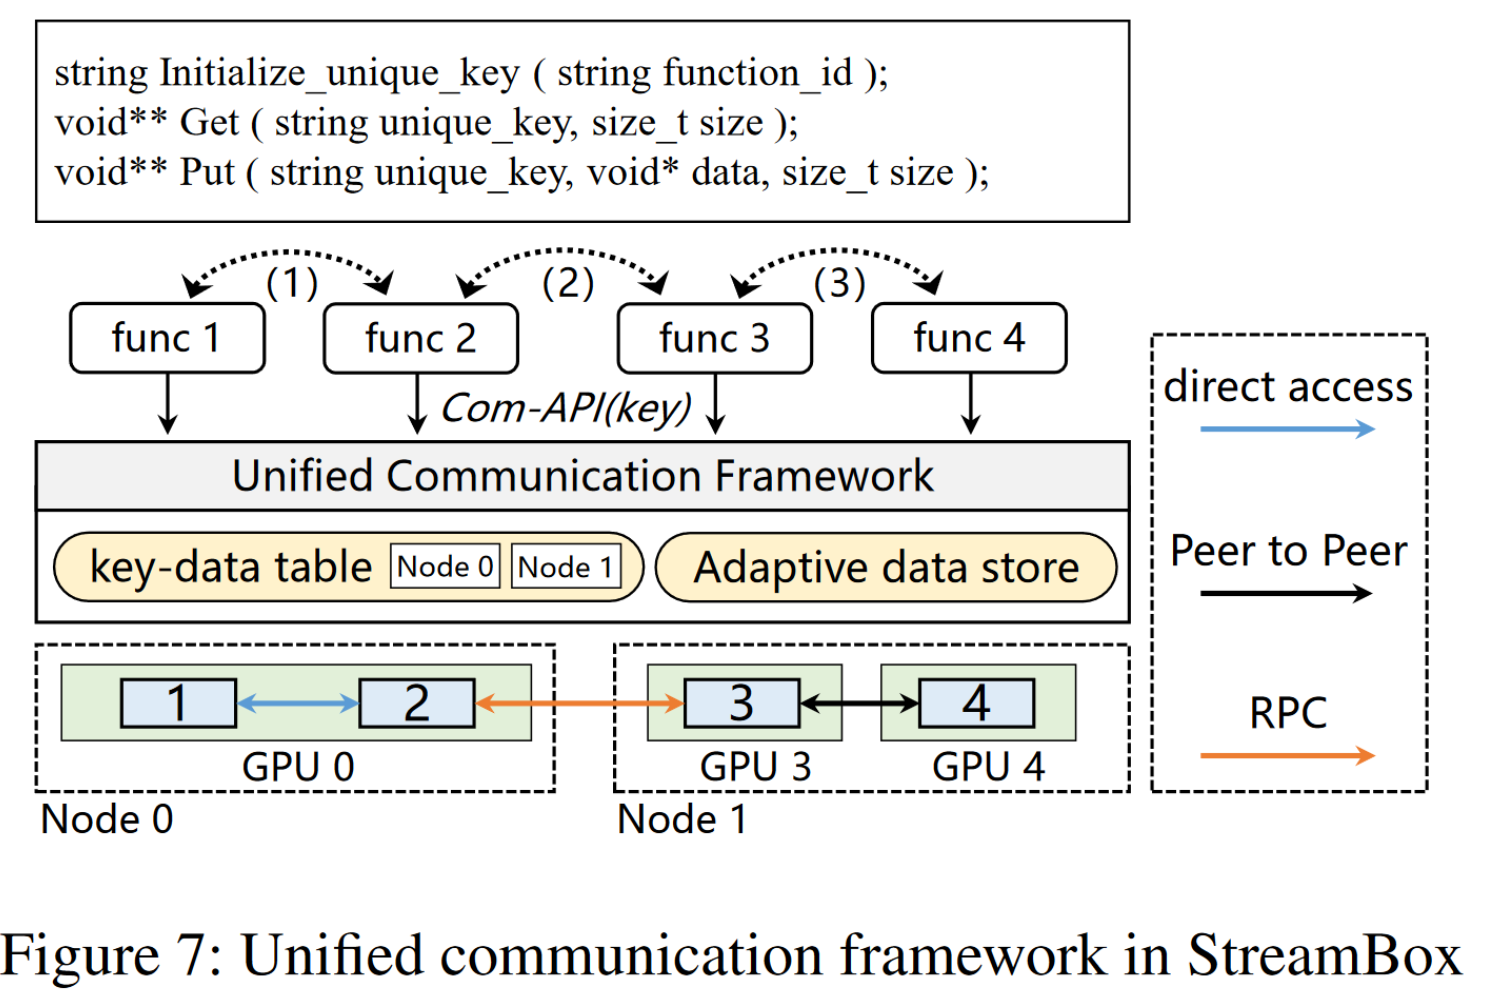 string Initialize_unique_key ( string function_id );
void** Get ( string unique_key, size_t size );
void** Put ( string unique_key, void* data, size_t size );
(1) (2) (3)
func 1 func 2 func 3 func 4
Com-API(key)
Unified Communication Framework
key-data table Node 0 Node 1 Adaptive data store
1 2 3 4
GPU 0 GPU 3 GPU 4
Node 0 Node 1
direct access
Peer to Peer
RPC
Figure 7: Unified communication framework in StreamBox